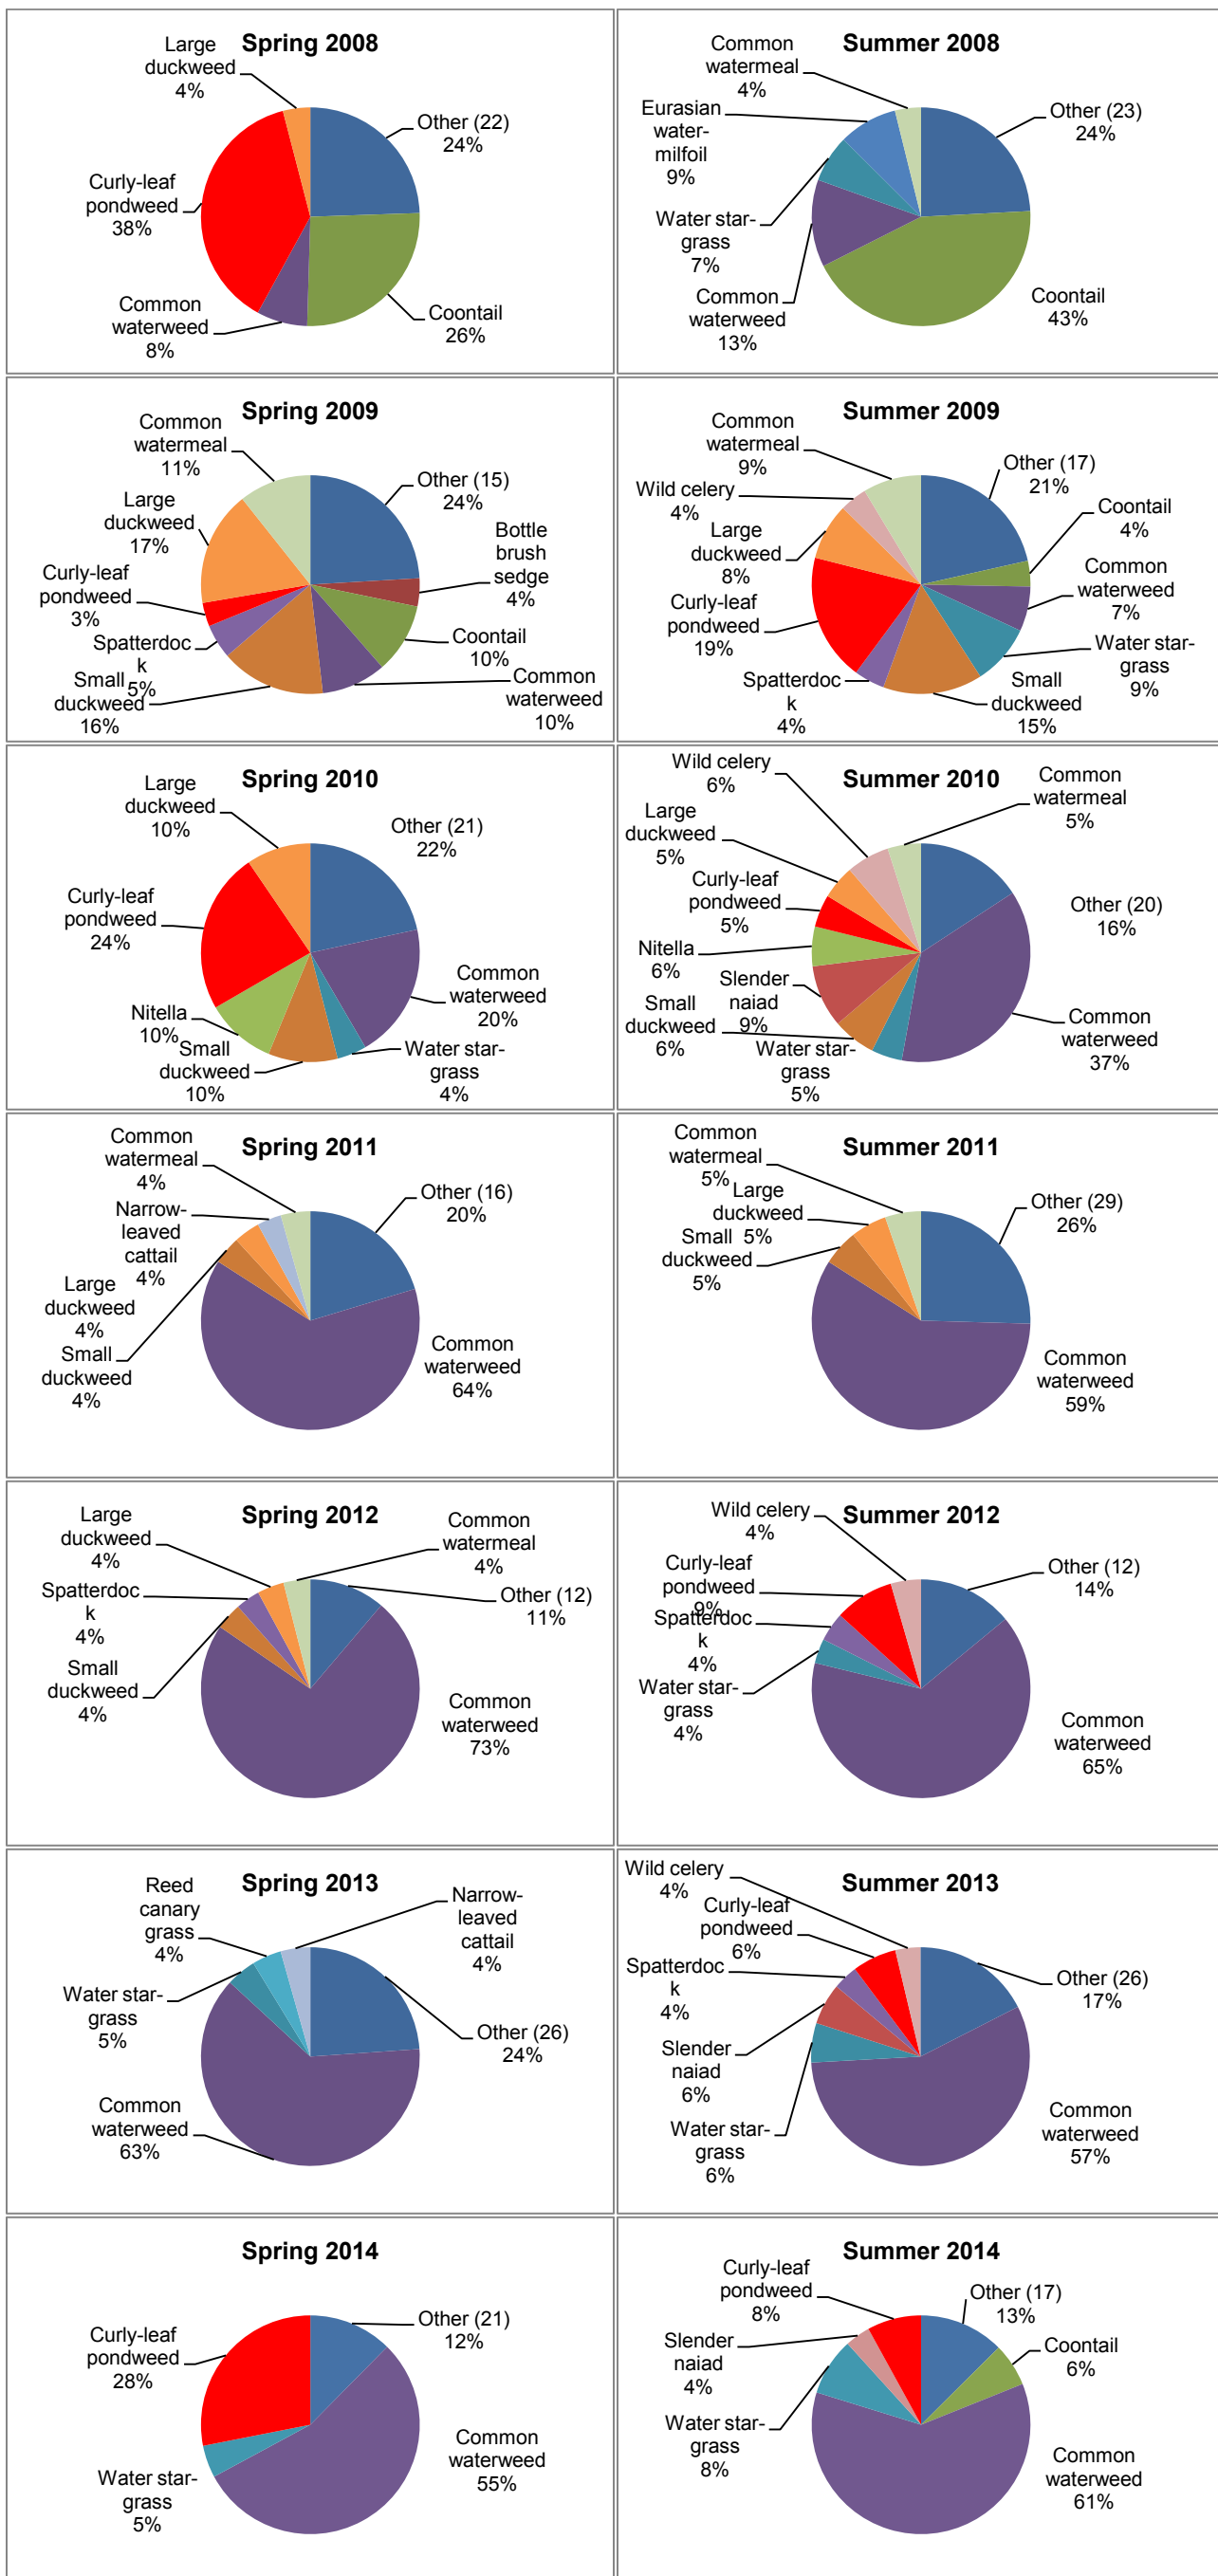 Spring 2008
Large
duckweed
4%
Other (22)
24%
Curly-leaf
pondweed
38%
Common
waterweed
8%
Coontail
26%
Summer 2008
Common
watermeal
4%
Eurasian
water-
milfoil
9%
Other (23)
24%
Water star-
grass
7%
Common
waterweed
13%
Coontail
43%
Spring 2009
Common
watermeal
11%
Other (15)
24%
Large
duckweed
17%
Bottle
brush
sedge
4%
Curly-leaf
pondweed
3%
Spatterdoc
k
5%
Coontail
10%
Small
duckweed
16%
Common
waterweed
10%
Summer 2009
Common
watermeal
9%
Other (17)
21%
Wild celery
4%
Coontail
4%
Large
duckweed
8%
Common
waterweed
7%
Curly-leaf
pondweed
19%
Water star-
grass
9%
Spatterdoc
k
4%
Small
duckweed
15%
Spring 2010
Large
duckweed
10%
Other (21)
22%
Curly-leaf
pondweed
24%
Common
waterweed
20%
Nitella
10%
Small
duckweed
10%
Water star-
grass
4%
Summer 2010
Wild celery
6%
Common
watermeal
5%
Large
duckweed
5%
Curly-leaf
pondweed
5%
Other (20)
16%
Nitella
6%
Slender
naiad
9%
Small
duckweed
6%
Common
waterweed
37%
Water star-
grass
5%
Spring 2011
Common
watermeal
4%
Other (16)
20%
Narrow-
leaved
cattail
4%
Large
duckweed
4%
Small
duckweed
4%
Common
waterweed
64%
Summer 2011
Common
watermeal
5%
Large
duckweed
5%
Other (29)
26%
Small
duckweed
5%
Common
waterweed
59%
Spring 2012
Large
duckweed
4%
Common
watermeal
4%
Spatterdoc
k
4%
Other (12)
11%
Small
duckweed
4%
Common
waterweed
73%
Summer 2012
Wild celery
4%
Curly-leaf
pondweed
9%
Other (12)
14%
Spatterdoc
k
4%
Water star-
grass
4%
Common
waterweed
65%
Spring 2013
Reed
canary
grass
4%
Narrow-
leaved
cattail
4%
Water star-
grass
5%
Other (26)
24%
Common
waterweed
63%
Summer 2013
Wild celery
4%
Curly-leaf
pondweed
6%
Spatterdoc
k
4%
Other (26)
17%
Slender
naiad
6%
Water star-
grass
6%
Common
waterweed
57%
Spring 2014
Other (21)
12%
Curly-leaf
pondweed
28%
Common
waterweed
55%
Water star-
grass
5%
Summer 2014
Curly-leaf
pondweed
8%
Other (17)
13%
Slender
naiad
4%
Coontail
6%
Water star-
grass
8%
Common
waterweed
61%